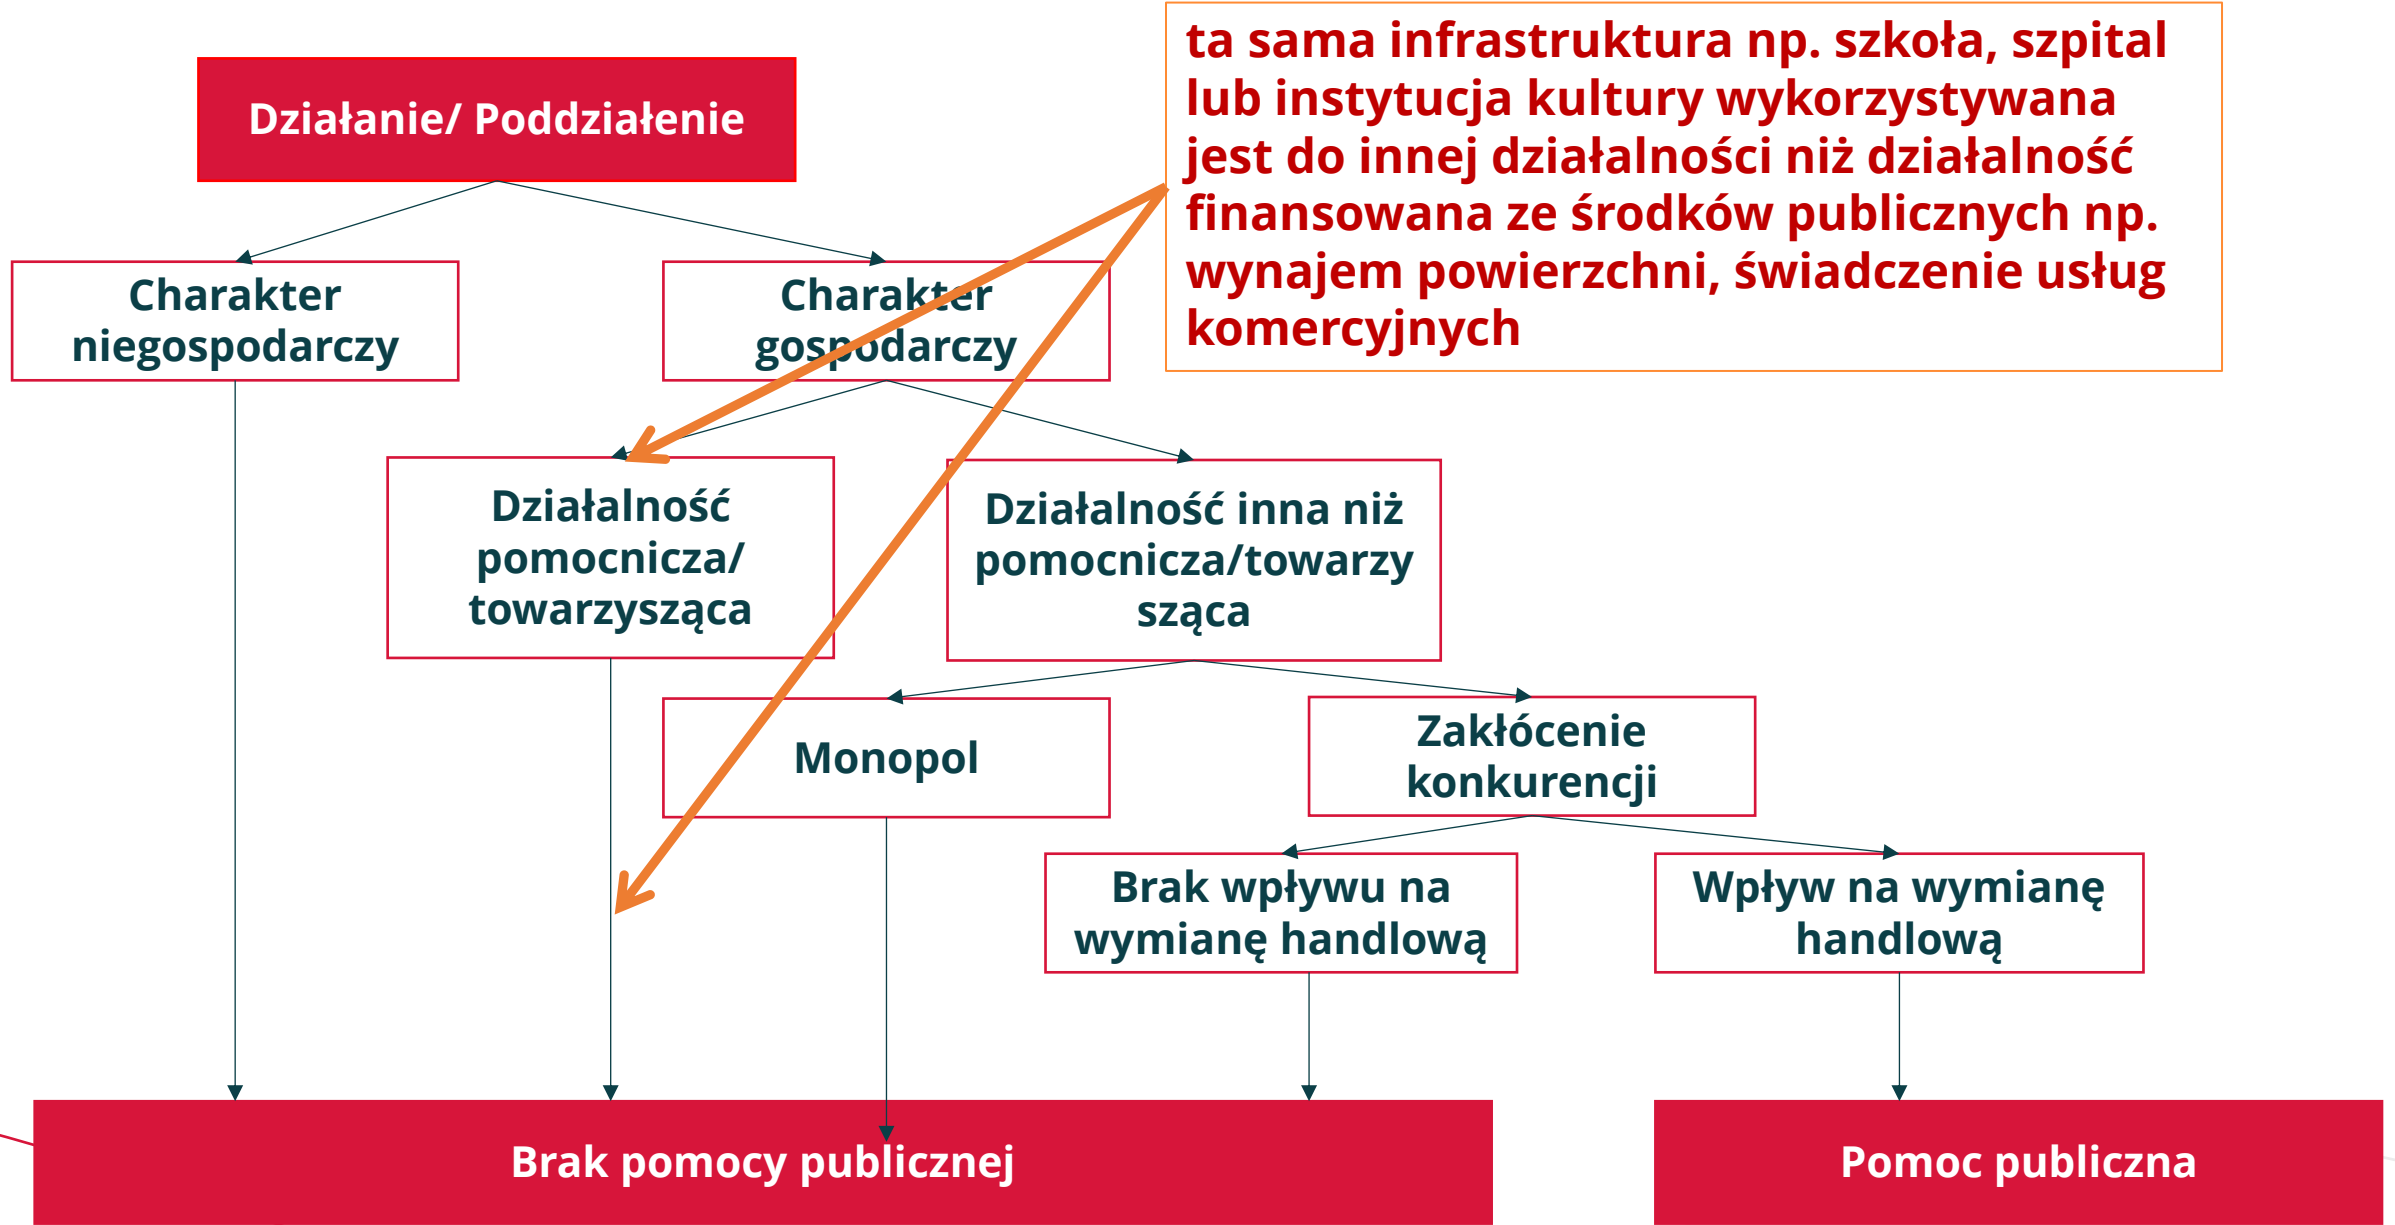 ta sama infrastruktura np. szkoła, szpital
lub instytucja kultury wykorzystywana
jest do innej działalności niż działalność
finansowana ze środków publicznych np.
wynajem powierzchni, świadczenie usług
komercyjnych
Działanie/ Poddziałenie
Charakter
niegospodarczy
Charakter
gospodarczy
Działalność
pomocnicza/
towarzysząca
Działalność inna niż
pomocnicza/towarzy
sząca
Monopol
Zakłócenie
konkurencji
Brak wpływu na
wymianę handlową
Wpływ na wymianę
handlową
Brak pomocy publicznej
Pomoc publiczna